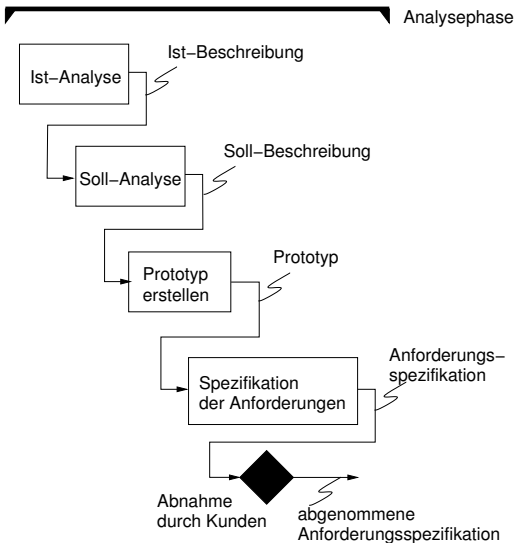 Analysephase
Ist–Beschreibung
Ist–Analyse
Soll–Beschreibung
Soll–Analyse
Prototyp
Prototyp
erstellen
Anforderungs–
spezifikation
Spezifikation
der Anforderungen
Abnahme
durch Kunden
abgenommene
Anforderungsspezifikation